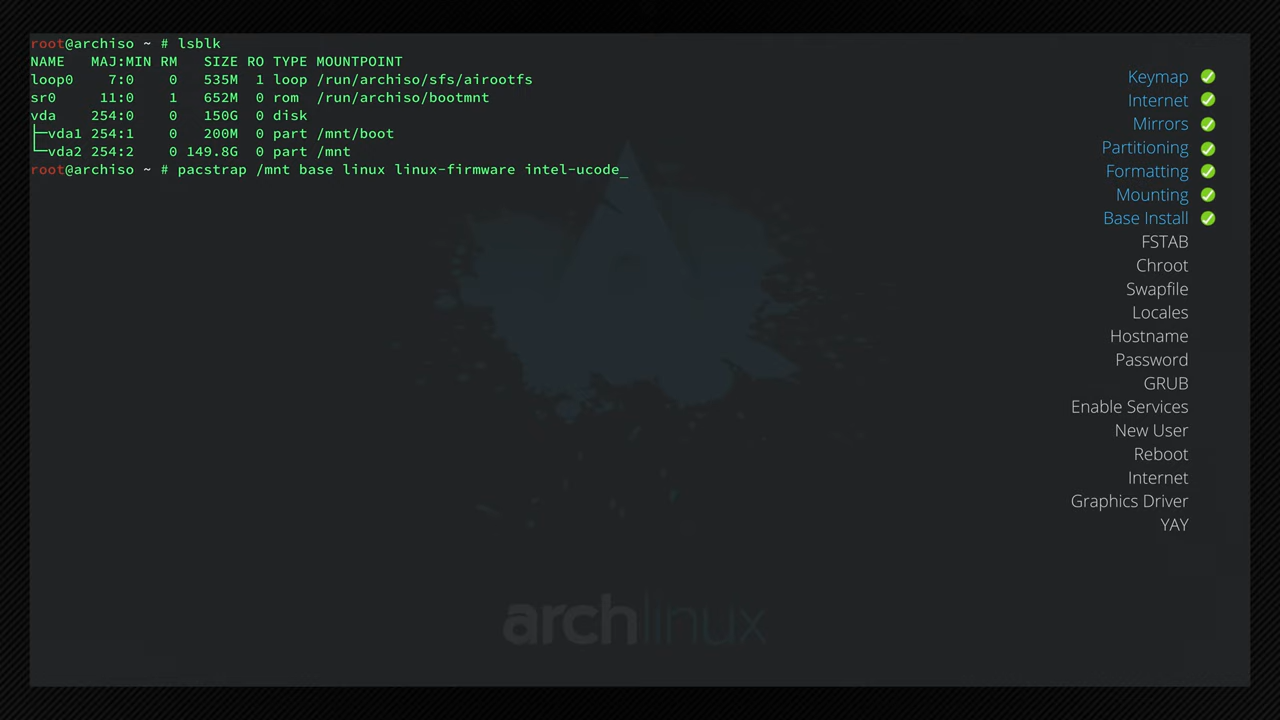 root@archiso ~ # lsblk
NAME   MAJ:MIN RM   SIZE RO TYPE MOUNTPOINT
loop0    7:0    0   535M  1 loop /run/archiso/sfs/airootfs
sr0     11:0    1   652M  0 rom  /run/archiso/bootmnt
vda    254:0    0   150G  0 disk
├─vda1 254:1    0   200M  0 part /mnt/boot
└─vda2 254:2    0 149.8G  0 part /mnt
root@archiso ~ # pacstrap /mnt base linux linux-firmware intel-ucode_
Keymap ✅
Internet ✅
Mirrors ✅
Partitioning ✅
Formatting ✅
Mounting ✅
Base Install ✅
FSTAB
Chroot
Swapfile
Locales
Hostname
Password
GRUB
Enable Services
New User
Reboot
Internet
Graphics Driver
YAY
archlinux